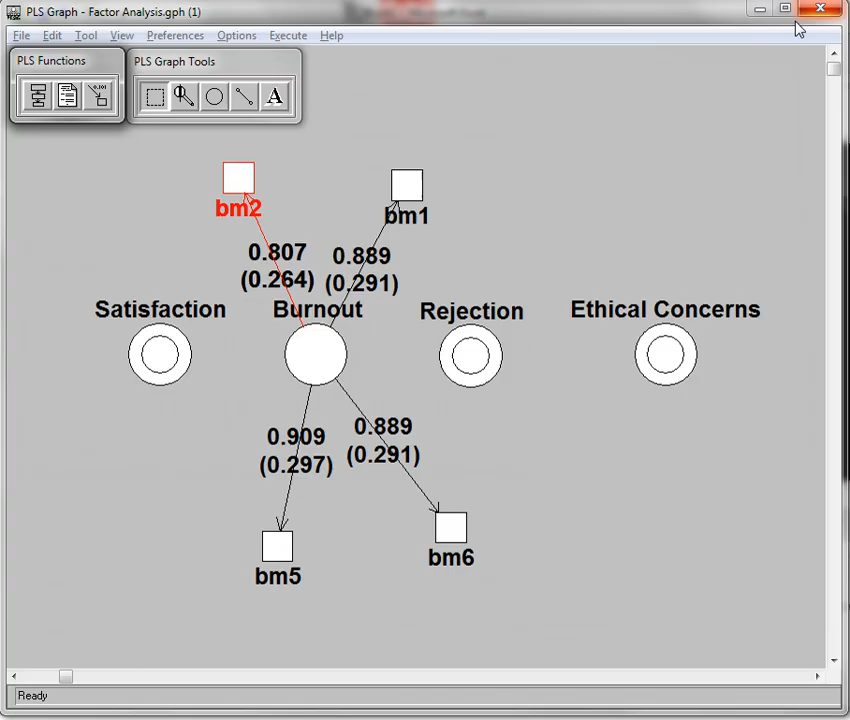 PLS Graph - Factor Analysis.gph (1)
File Edit Tool View Preferences Options Execute Help
PLS Functions
PLS Graph Tools
A
bm2
bm1
0.807
(0.264)
0.889
(0.291)
Satisfaction
Burnout
Rejection
Ethical Concerns
0.909
(0.297)
0.889
(0.291)
bm5
bm6
Ready